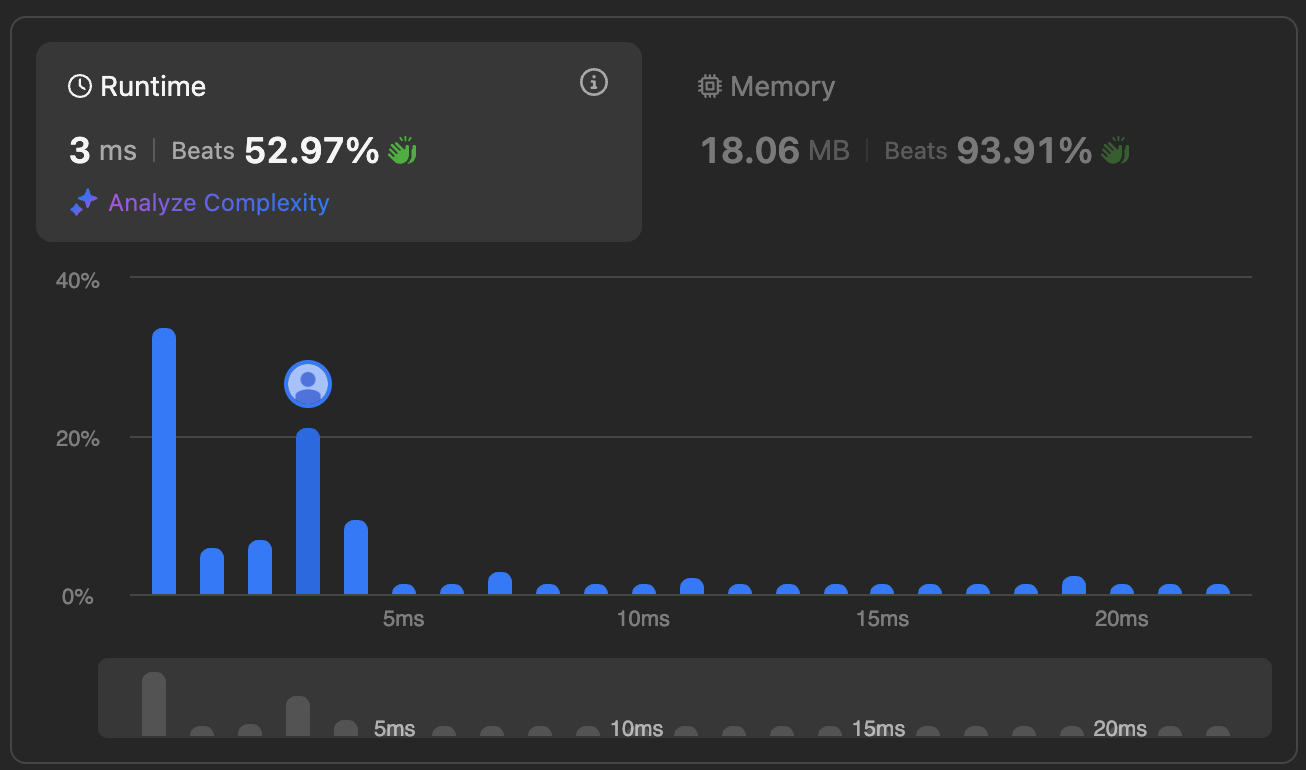 Runtime
3 ms | Beats 52.97%
Analyze Complexity
Memory
18.06 MB | Beats 93.91%
40%
20%
0%
5ms 10ms 15ms 20ms
5ms 10ms 15ms 20ms